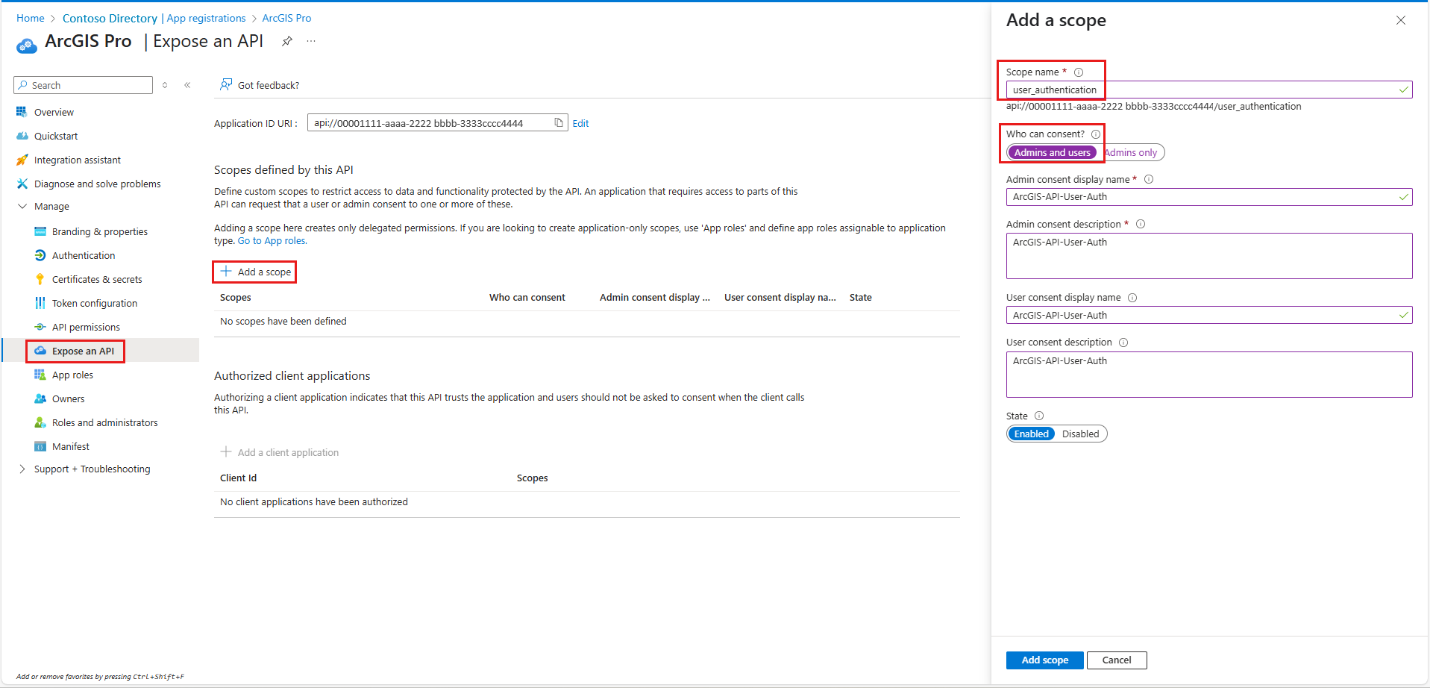 Home > Contoso Directory | App registrations > ArcGIS Pro
ArcGIS Pro | Expose an API ...
Search
Overview
Quickstart
Integration assistant
Diagnose and solve problems
Manage
Branding & properties
Authentication
Certificates & secrets
Token configuration
API permissions
Expose an API
App roles
Owners
Roles and administrators
Manifest
Support + Troubleshooting
Add or remove favorites by pressing Ctrl+Shift+F
Got feedback?
Application ID URI : api://00001111-aaaa-2222 bbbb-3333cccc4444 Edit
Scopes defined by this API
Define custom scopes to restrict access to data and functionality protected by the API. An application that requires access to parts of this
API can request that a user or admin consent to one or more of these.
Adding a scope here creates only delegated permissions. If you are looking to create application-only scopes, use 'App roles' and define app roles assignable to application
type. Go to App roles.
Add a scope
Scopes Who can consent Admin consent display ... User consent display na... State
No scopes have been defined
Authorized client applications
Authorizing a client application indicates that this API trusts the application and users should not be asked to consent when the client calls
this API.
Add a client application
Client Id Scopes
No client applications have been authorized
Add a scope
Scope name *
user_authentication
api://00001111-aaaa-2222 bbbb-3333cccc4444/user_authentication
Who can consent?
Admins and users Admins only
Admin consent display name *
ArcGIS-API-User-Auth
Admin consent description *
ArcGIS-API-User-Auth
User consent display name
ArcGIS-API-User-Auth
User consent description
ArcGIS-API-User-Auth
State
Enabled Disabled
Add scope Cancel